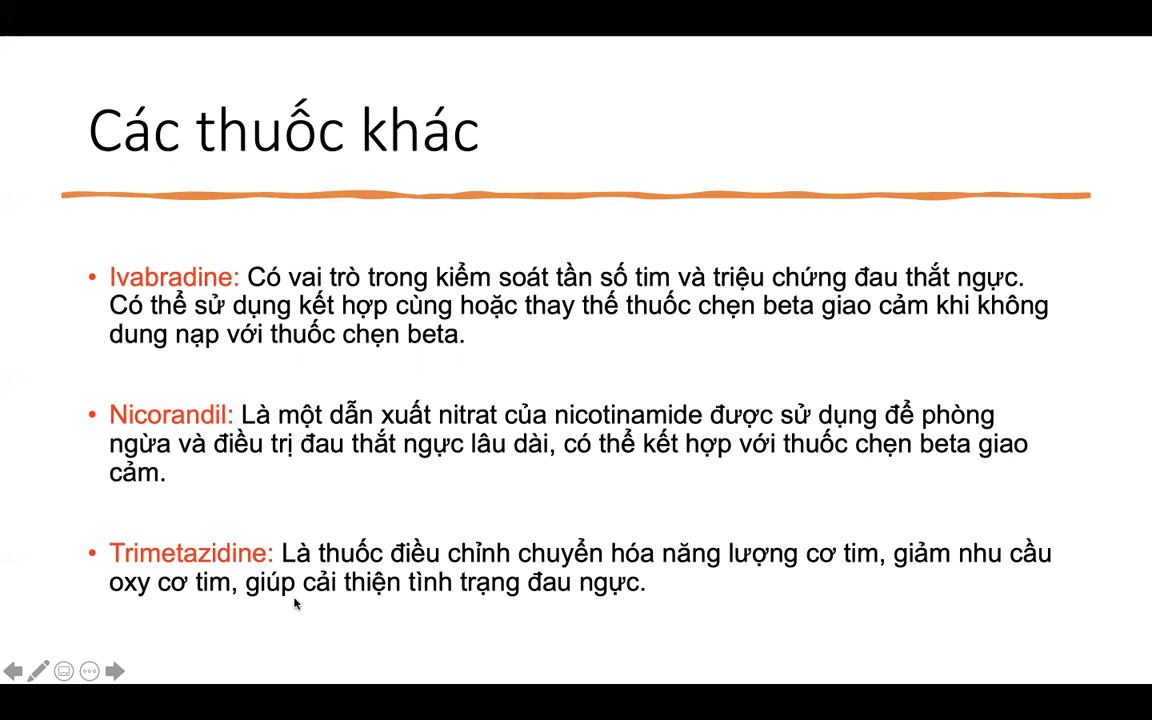 Các thuốc khác
• Ivabradine: Có vai trò trong kiểm soát tần số tim và triệu chứng đau thắt ngực.
Có thể sử dụng kết hợp cùng hoặc thay thế thuốc chẹn beta giao cảm khi không
dung nạp với thuốc chẹn beta.
• Nicorandil: Là một dẫn xuất nitrat của nicotinamide được sử dụng để phòng
ngừa và điều trị đau thắt ngực lâu dài, có thể kết hợp với thuốc chẹn beta giao
cảm.
• Trimetazidine: Là thuốc điều chỉnh chuyển hóa năng lượng cơ tim, giảm nhu cầu
oxy cơ tim, giúp cải thiện tình trạng đau ngực.